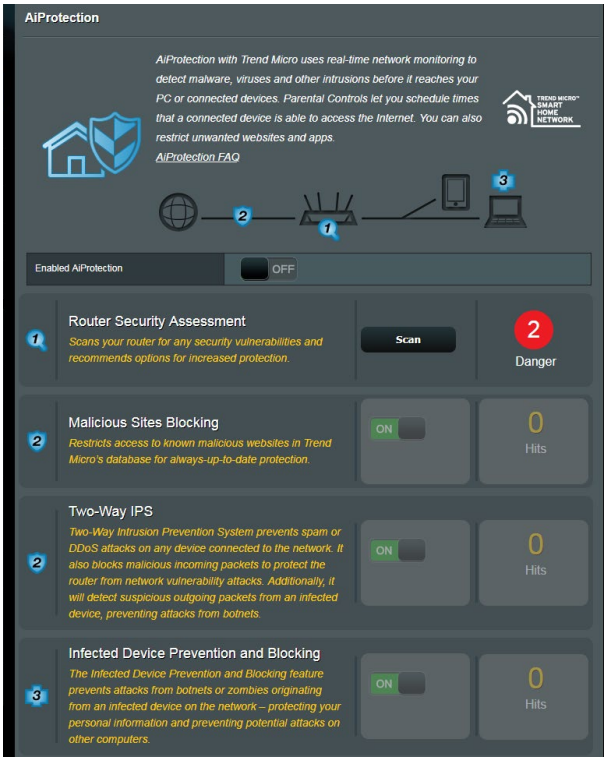 AiProtection
AiProtection with Trend Micro uses real-time network monitoring to
detect malware, viruses and other intrusions before it reaches your
PC or connected devices. Parental Controls let you schedule times
that a connected device is able to access the Internet. You can also
restrict unwanted websites and apps.
AiProtection FAQ
TREND MICRO™
SMART
HOME
NETWORK
3
2
1
Enabled AiProtection
OFF
1
Router Security Assessment
Scans your router for any security vulnerabilities and
recommends options for increased protection.
Scan
2
Danger
2
Malicious Sites Blocking
Restricts access to known malicious websites in Trend
Micro's database for always-up-to-date protection.
ON
0
Hits
2
Two-Way IPS
Two-Way Intrusion Prevention System prevents spam or
DDoS attacks on any device connected to the network. It
also blocks malicious incoming packets to protect the
router from network vulnerability attacks. Additionally, it
will detect suspicious outgoing packets from an infected
device, preventing attacks from botnets.
ON
0
Hits
3
Infected Device Prevention and Blocking
The Infected Device Prevention and Blocking feature
prevents attacks from botnets or zombies originating
from an infected device on the network – protecting your
personal information and preventing potential attacks on
other computers.
ON
0
Hits